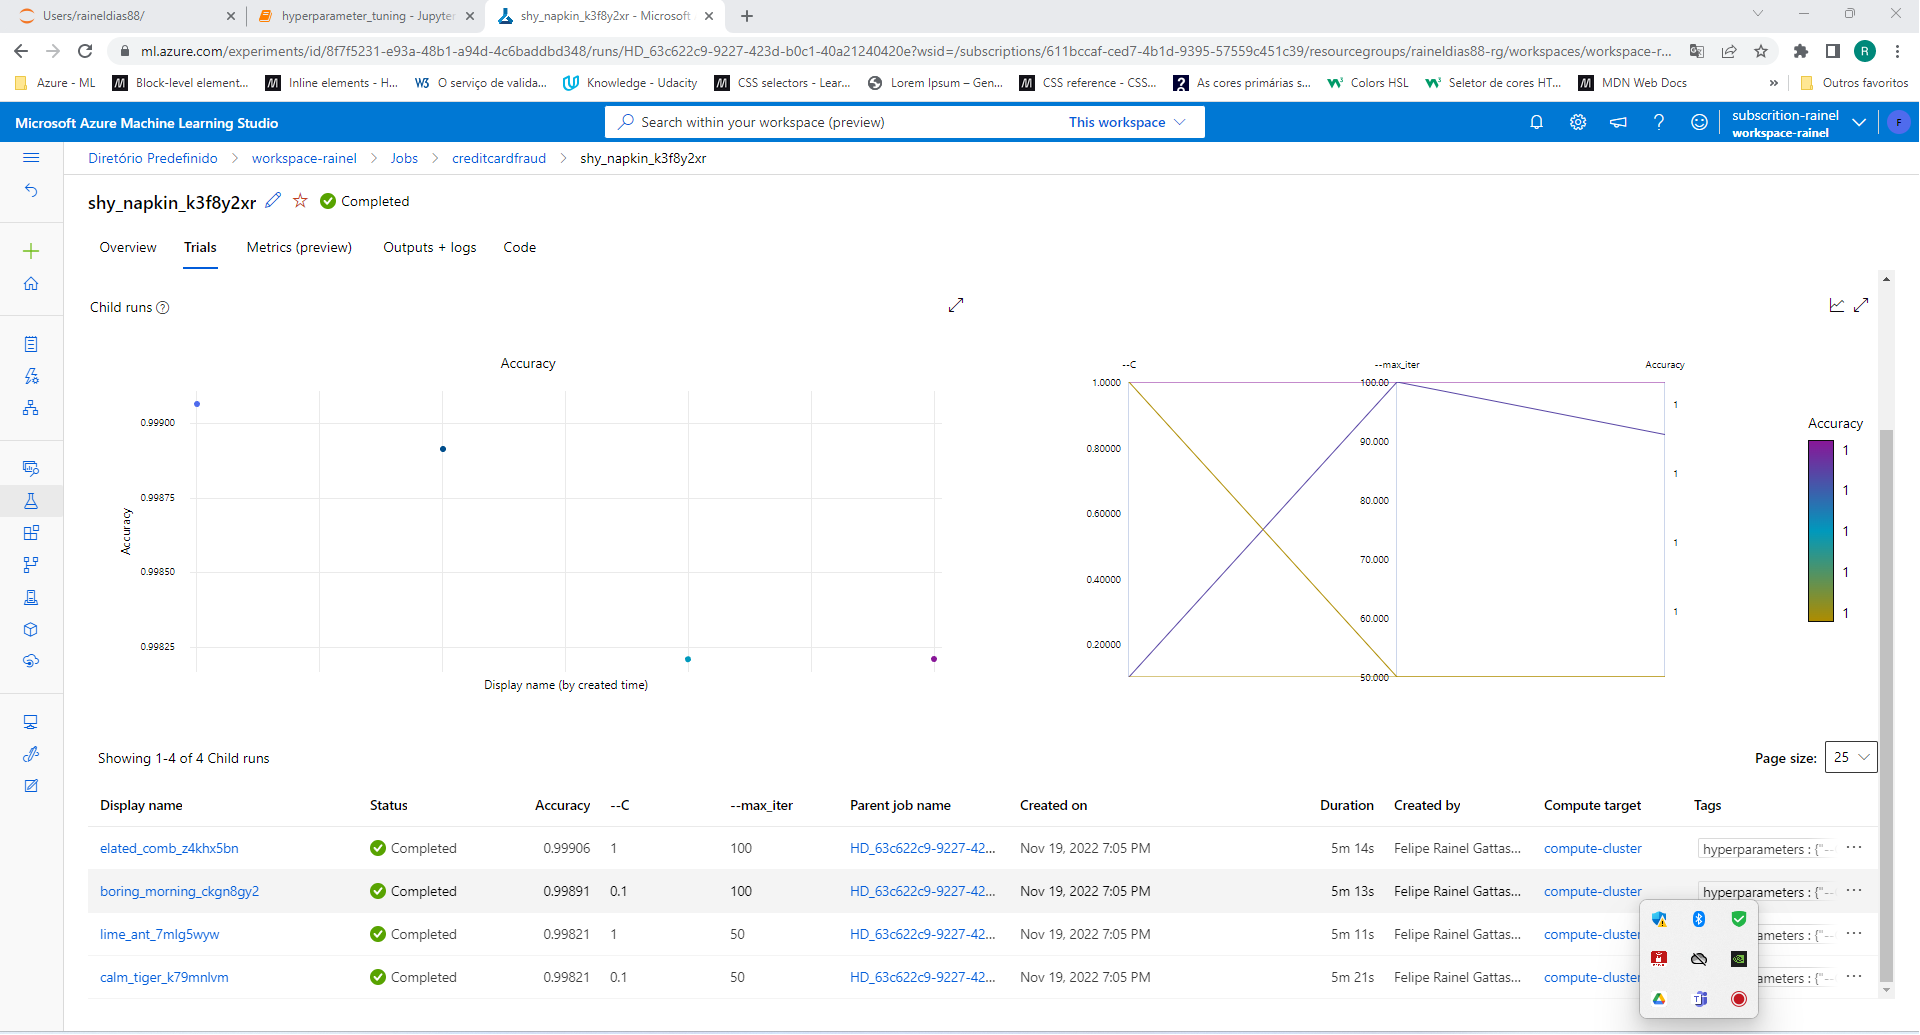 Users/raineldias88/
hyperparameter_tuning - Jupyter
shy_napkin_k3f8y2xr - Microsoft
ml.azure.com/experiments/id/8f7f5231-e93a-48b1-a94d-4c6baddbd348/runs/HD_63c622c9-9227-423d-b0c1-40a21240420e?wsid=/subscriptions/611bccaf-ced7-4b1d-9395-57559c451c39/resourcegroups/raineldias88-rg/workspaces/workspace-r...
R
Azure - ML
Block-level element...
Inline elements - H...
O serviço de valida...
Knowledge - Udacity
CSS selectors - Lear...
Lorem Ipsum – Gen...
CSS reference - CSS...
As cores primárias s...
Colors HSL
Seletor de cores HT...
MDN Web Docs
»
Outros favoritos
Microsoft Azure Machine Learning Studio
Search within your workspace (preview)
This workspace
subscrition-rainel
workspace-rainel
F
Diretório Predefinido > workspace-rainel > Jobs > creditcardfraud > shy_napkin_k3f8y2xr
shy_napkin_k3f8y2xr
Completed
Overview
Trials
Metrics (preview)
Outputs + logs
Code
Child runs
Accuracy
0.99900
0.99875
0.99850
0.99825
Accuracy
Display name (by created time)
--C
--max_iter
Accuracy
1.0000
0.80000
0.60000
0.40000
0.20000
100.00
90.000
80.000
70.000
60.000
50.000
1
1
1
1
Accuracy
1
1
1
1
1
Showing 1-4 of 4 Child runs
Page size: 25
Display name Status Accuracy --C --max_iter Parent job name Created on Duration Created by Compute target Tags
elated_comb_z4khx5bn Completed 0.99906 1 100 HD_63c622c9-9227-42... Nov 19, 2022 7:05 PM 5m 14s Felipe Rainel Gattas... compute-cluster hyperparameters : {"--
boring_morning_ckgn8gy2 Completed 0.99891 0.1 100 HD_63c622c9-9227-42... Nov 19, 2022 7:05 PM 5m 13s Felipe Rainel Gattas... compute-cluster hyperparameters : {"--
lime_ant_7mlg5wyw Completed 0.99821 1 50 HD_63c622c9-9227-42... Nov 19, 2022 7:05 PM 5m 11s Felipe Rainel Gattas... compute-cluster ameters : {"--
calm_tiger_k79mnlvm Completed 0.99821 0.1 50 HD_63c622c9-9227-42... Nov 19, 2022 7:05 PM 5m 21s Felipe Rainel Gattas... compute-cluster ameters : {"--